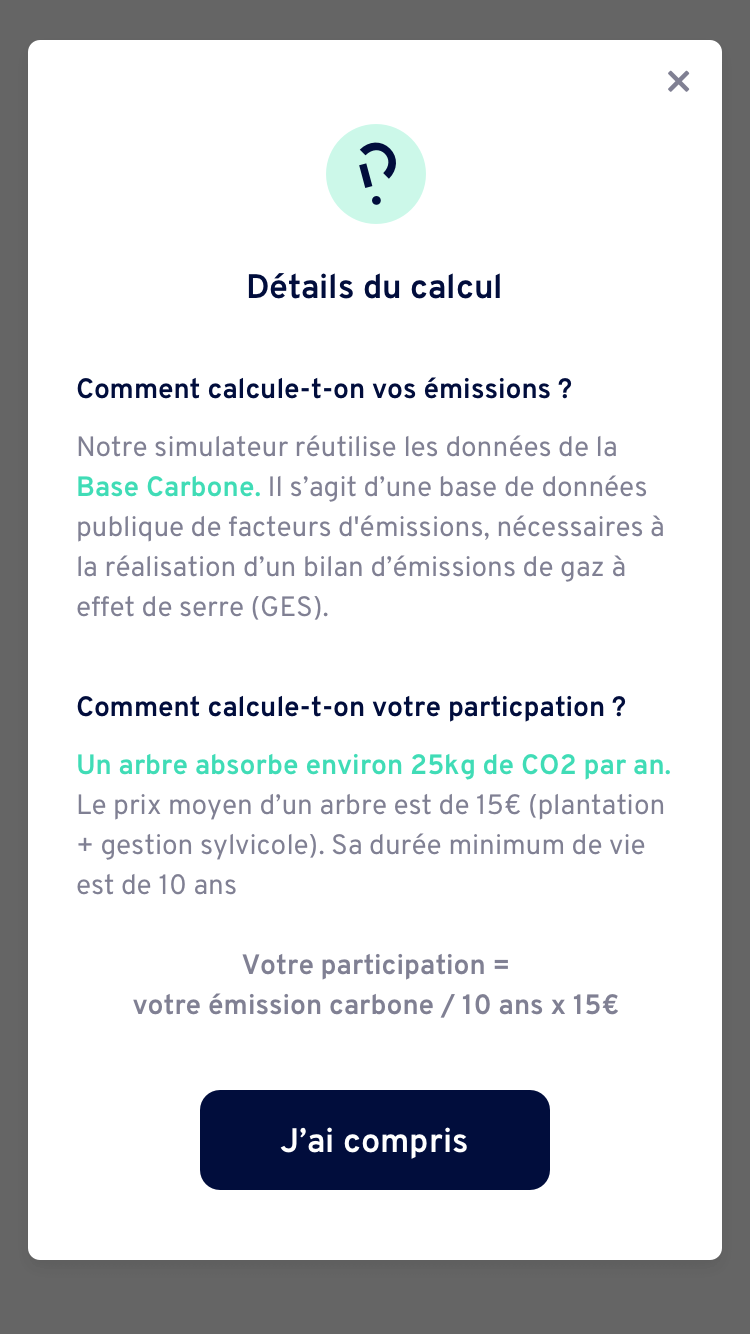 Détails du calcul
Comment calcule-t-on vos émissions ?
Notre simulateur réutilise les données de la
Base Carbone. Il s’agit d’une base de données
publique de facteurs d'émissions, nécessaires à
la réalisation d’un bilan d’émissions de gaz à
effet de serre (GES).
Comment calcule-t-on votre particpation ?
Un arbre absorbe environ 25kg de CO2 par an.
Le prix moyen d’un arbre est de 15€ (plantation
+ gestion sylvicole). Sa durée minimum de vie
est de 10 ans
Votre participation =
votre émission carbone / 10 ans x 15€
J’ai compris